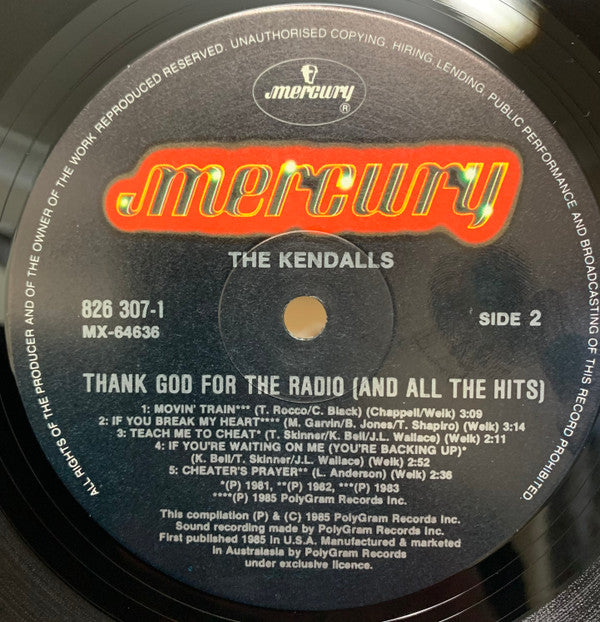 ALL RIGHTS OF THE PRODUCER AND OF THE OWNER OF THE WORK REPRODUCED RESERVED. UNAUTHORISED COPYING, HIRING, LENDING, PUBLIC PERFORMANCE AND BROADCASTING OF THIS RECORD PROHIBITED
mercury
®
mercury
THE KENDALLS
826 307-1
MX-64636
SIDE 2
THANK GOD FOR THE RADIO (AND ALL THE HITS)
1: MOVIN' TRAIN*** (T. Rocco/C. Black) (Chappell/Welk) 3:09
2: IF YOU BREAK MY HEART**** (M. Garvin/B. Jones/T. Shapiro) (Welk) 3:14
3: TEACH ME TO CHEAT* (T. Skinner/K. Bell/J.L. Wallace) (Welk) 2:11
4: IF YOU'RE WAITING ON ME (YOU'RE BACKING UP)*
(K. Bell/T. Skinner/J.L. Wallace) (Welk) 2:52
5: CHEATER'S PRAYER** (L. Anderson) (Welk) 2:36
*(P) 1981, **(P) 1982, ***(P) 1983
****(P) 1985 PolyGram Records Inc.
This compilation (P) & (C) 1985 PolyGram Records Inc.
Sound recording made by PolyGram Records Inc.
First published 1985 in U.S.A. Manufactured & marketed
in Australasia by PolyGram Records
under exclusive licence.